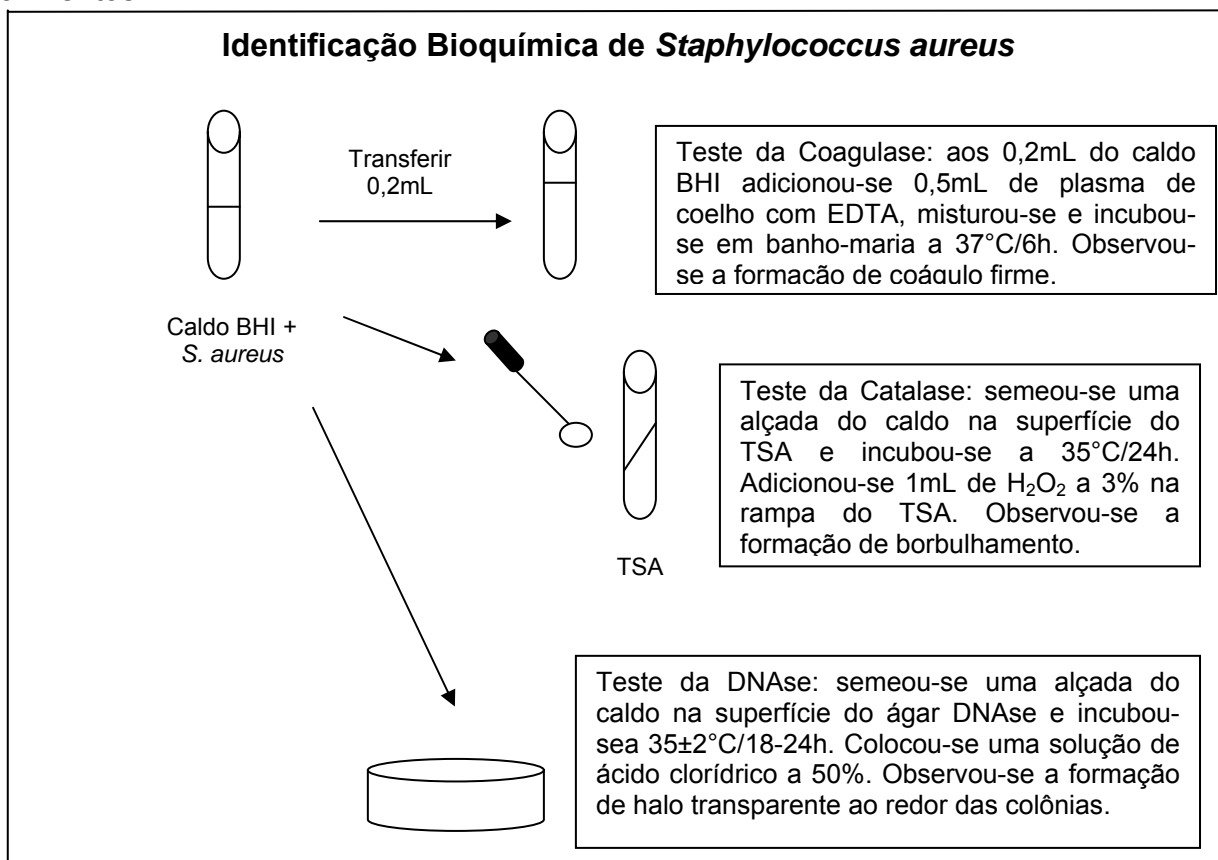 Identificação Bioquímica de Staphylococcus aureus
Transferir
0,2mL
Teste da Coagulase: aos 0,2mL do caldo
BHI adicionou-se 0,5mL de plasma de
coelho com EDTA, misturou-se e incubou-
se em banho-maria a 37°C/6h. Observou-
se a formação de coágulo firme.
Caldo BHI +
S. aureus
Teste da Catalase: semeou-se uma
alçada do caldo na superfície do
TSA e incubou-se a 35°C/24h.
Adicionou-se 1mL de H₂O₂ a 3% na
rampa do TSA. Observou-se a
formação de borbulhamento.
TSA
Teste da DNAse: semeou-se uma alçada do
caldo na superfície do ágar DNAse e incubou-
sea 35±2°C/18-24h. Colocou-se uma solução de
ácido clorídrico a 50%. Observou-se a formação
de halo transparente ao redor das colônias.